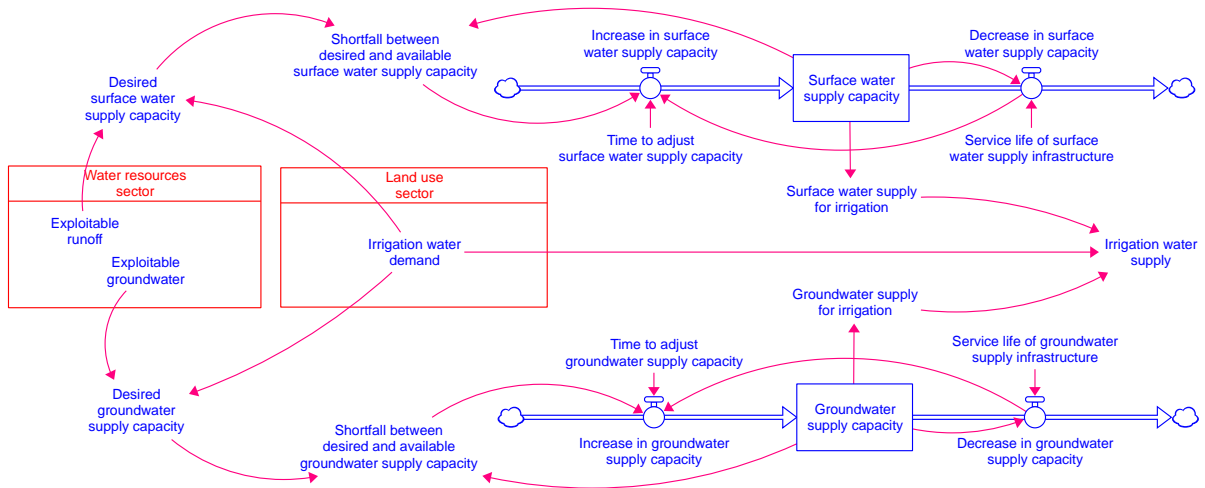 Shortfall between
desired and available
surface water supply capacity
Increase in surface
water supply capacity
Decrease in surface
water supply capacity
Desired
surface water
supply capacity
Surface water
supply capacity
Time to adjust
surface water supply capacity
Service life of surface
water supply infrastructure
Water resources
sector
Land use
sector
Surface water supply
for irrigation
Exploitable
runoff
Irrigation water
demand
Irrigation water
supply
Exploitable
groundwater
Groundwater supply
for irrigation
Time to adjust
groundwater supply capacity
Service life of groundwater
supply infrastructure
Desired
groundwater
supply capacity
Groundwater
supply capacity
Shortfall between
desired and available
groundwater supply capacity
Increase in groundwater
supply capacity
Decrease in groundwater
supply capacity